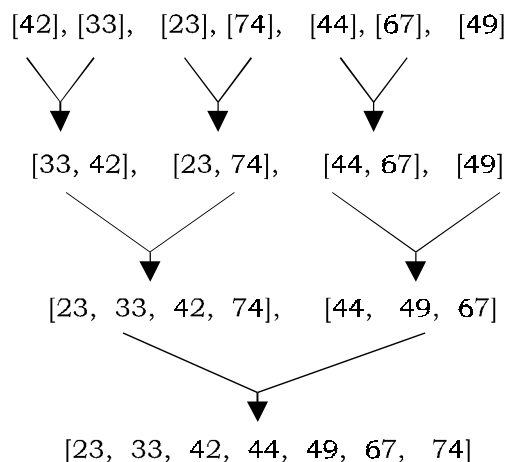 [42], [33], [23], [74], [44], [67], [49]
[33, 42], [23, 74], [44, 67], [49]
[23, 33, 42, 74], [44, 49, 67]
[23, 33, 42, 44, 49, 67, 74]